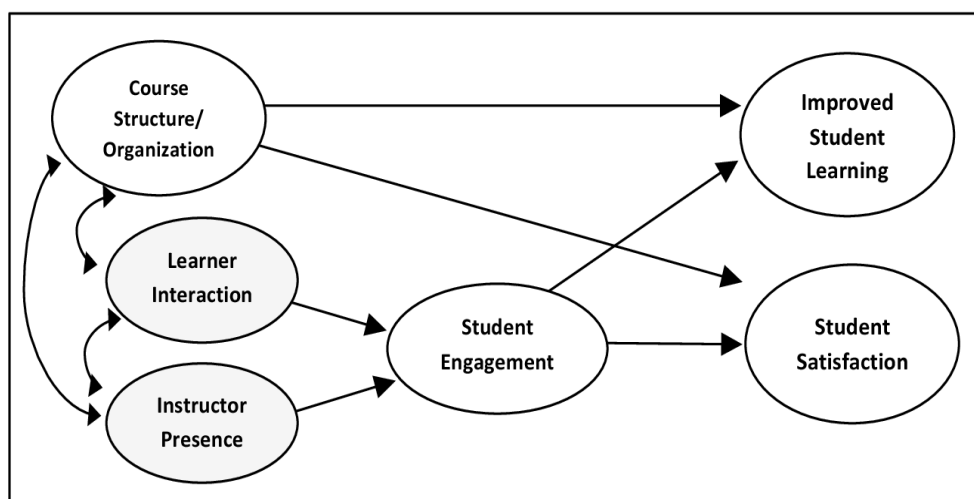 Course
Structure/
Organization
Improved
Student
Learning
Learner
Interaction
Student
Engagement
Student
Satisfaction
Instructor
Presence